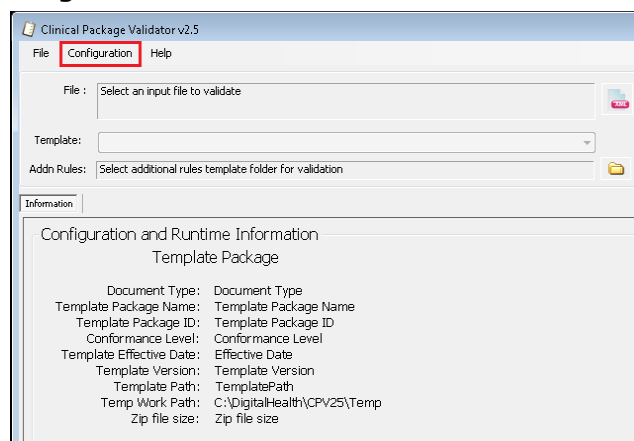 Clinical Package Validator v2.5
File Configuration Help
File : Select an input file to validate
XML
Template:
Addn Rules: Select additional rules template folder for validation
Information
Configuration and Runtime Information
Template Package
Document Type: Document Type
Template Package Name: Template Package Name
Template Package ID: Template Package ID
Conformance Level: Conformance Level
Template Effective Date: Effective Date
Template Version: Template Version
Template Path: TemplatePath
Temp Work Path: C:\DigitalHealth\CPV25\Temp
Zip file size: Zip file size